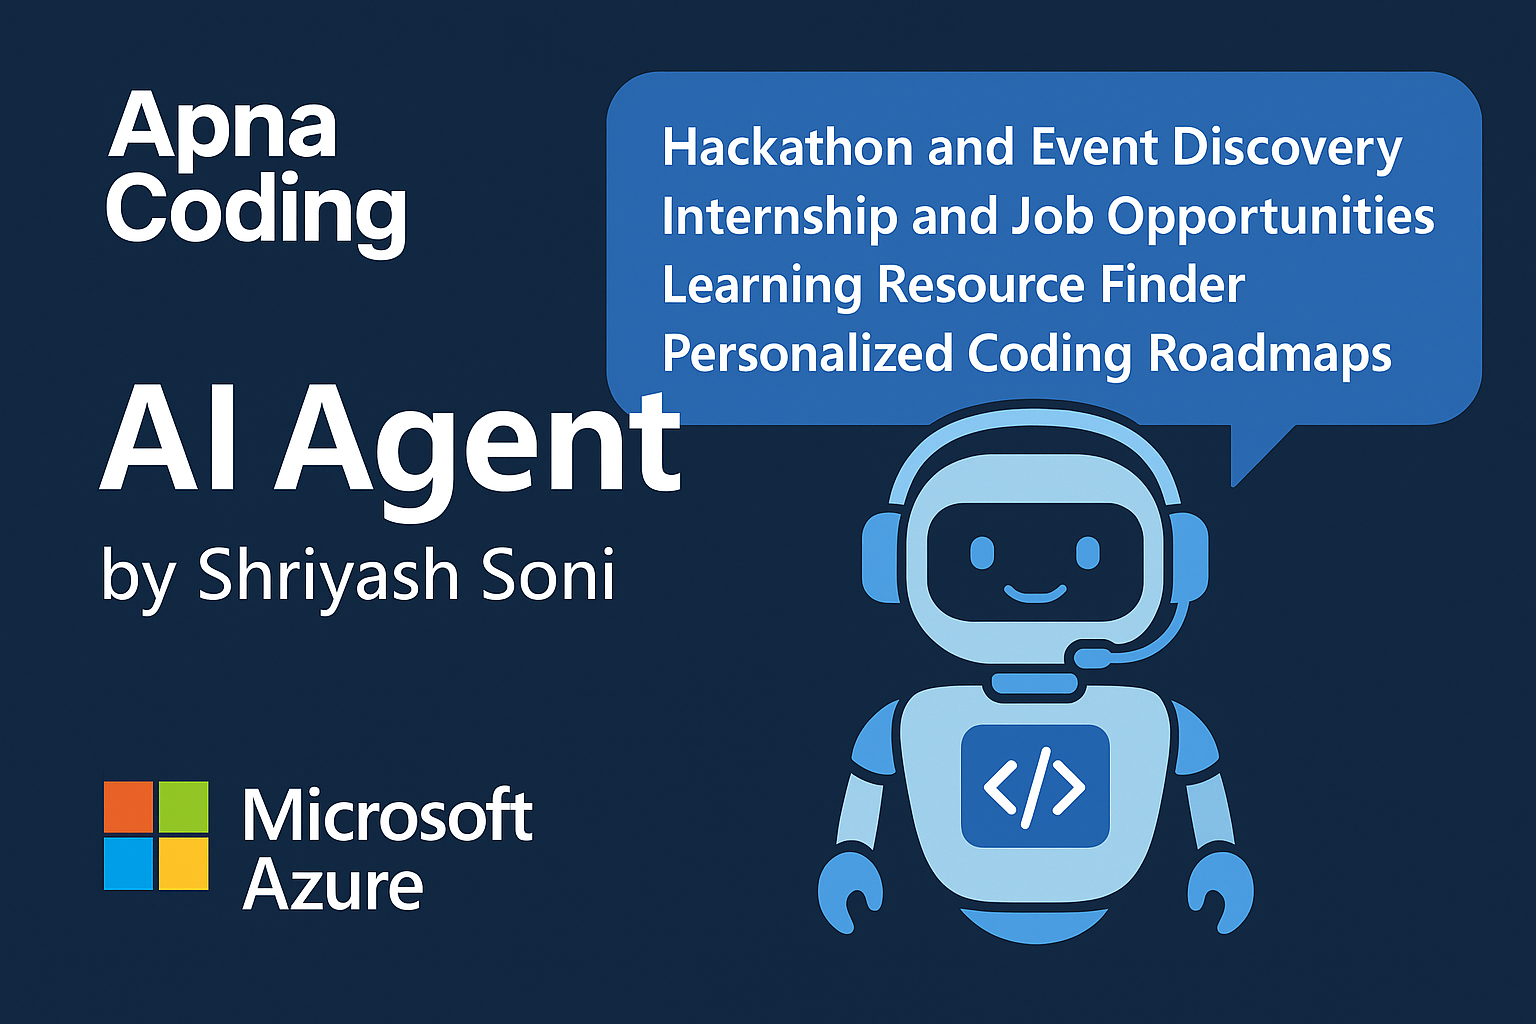 Apna
Coding
AI Agent
by Shriyash Soni
Microsoft
Azure
Hackathon and Event Discovery
Internship and Job Opportunities
Learning Resource Finder
Personalized Coding Roadmaps
</>